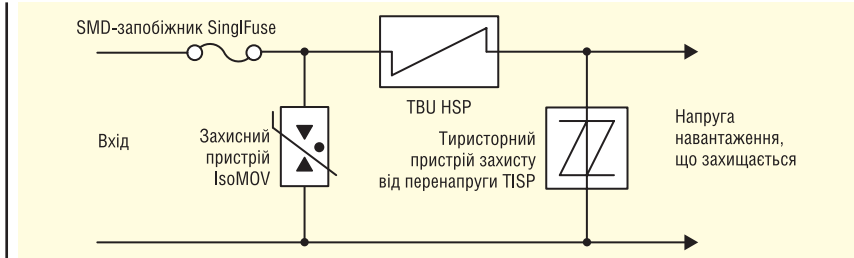 SMD-запобіжник SinglFuse
TBU HSP
Вхід
Захисний
пристрій
IsoMOV
Тиристорний
пристрій захисту
від перенапруги TISP
Напруга
навантаження,
що захищається